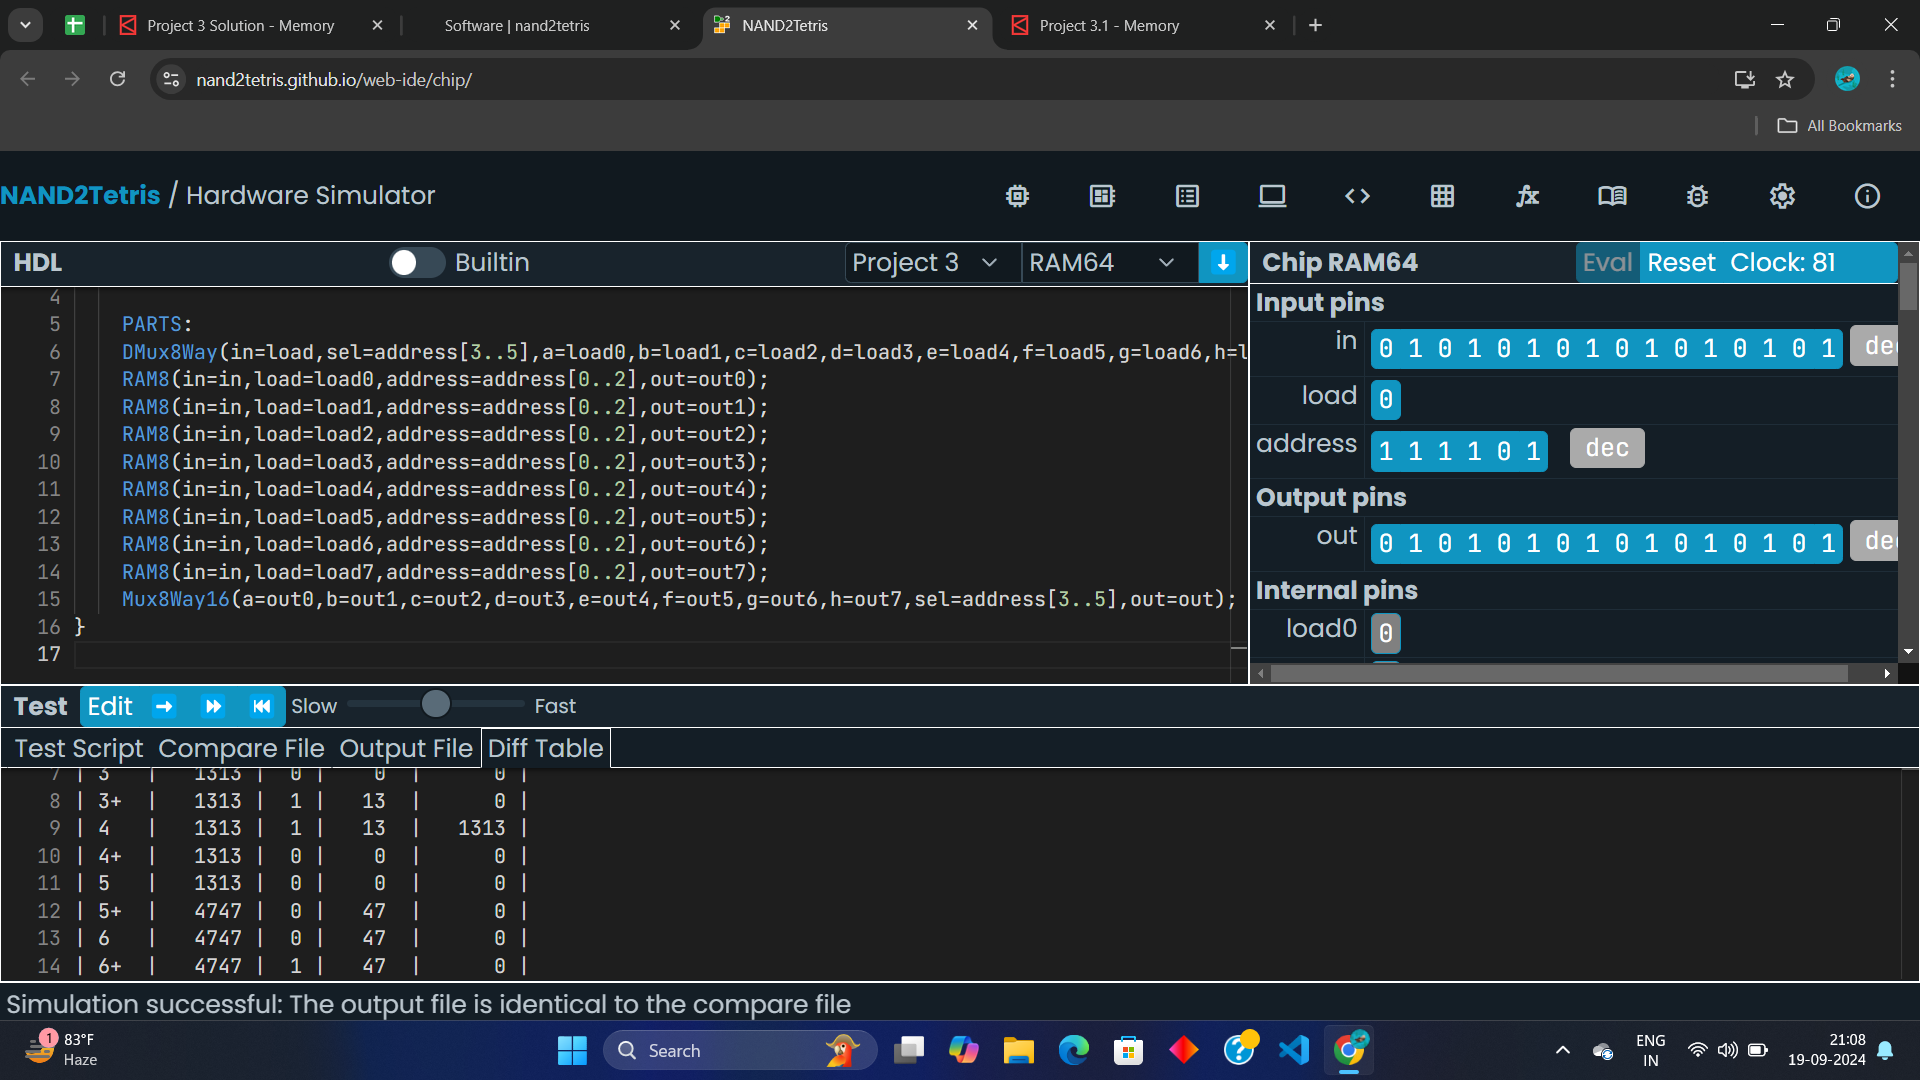 Project 3 Solution - Memory
Software | nand2tetris
NAND2Tetris
Project 3.1 - Memory
nand2tetris.github.io/web-ide/chip/
All Bookmarks
NAND2Tetris / Hardware Simulator
HDL
Builtin
Project 3
RAM64
Chip RAM64
Eval
Reset
Clock: 81
4
5 PARTS:
6 DMux8Way(in=load,sel=address[3..5],a=load0,b=load1,c=load2,d=load3,e=load4,f=load5,g=load6,h=l
7 RAM8(in=in,load=load0,address=address[0..2],out=out0);
8 RAM8(in=in,load=load1,address=address[0..2],out=out1);
9 RAM8(in=in,load=load2,address=address[0..2],out=out2);
10 RAM8(in=in,load=load3,address=address[0..2],out=out3);
11 RAM8(in=in,load=load4,address=address[0..2],out=out4);
12 RAM8(in=in,load=load5,address=address[0..2],out=out5);
13 RAM8(in=in,load=load6,address=address[0..2],out=out6);
14 RAM8(in=in,load=load7,address=address[0..2],out=out7);
15 Mux8Way16(a=out0,b=out1,c=out2,d=out3,e=out4,f=out5,g=out6,h=out7,sel=address[3..5],out=out);
16 }
17
Input pins
in 0 1 0 1 0 1 0 1 0 1 0 1 0 1 0 1 dec
load 0
address 1 1 1 1 0 1 dec
Output pins
out 0 1 0 1 0 1 0 1 0 1 0 1 0 1 0 1 dec
Internal pins
load0 0
Test
Edit
Slow
Fast
Test Script
Compare File
Output File
Diff Table
7 | 3 | 1313 | 0 | 0 | 0 |
8 | 3+ | 1313 | 1 | 13 | 0 |
9 | 4 | 1313 | 1 | 13 | 1313 |
10 | 4+ | 1313 | 0 | 0 | 0 |
11 | 5 | 1313 | 0 | 0 | 0 |
12 | 5+ | 4747 | 0 | 47 | 0 |
13 | 6 | 4747 | 0 | 47 | 0 |
14 | 6+ | 4747 | 1 | 47 | 0 |
Simulation successful: The output file is identical to the compare file
1
83°F
Haze
Search
ENG
IN
21:08
19-09-2024